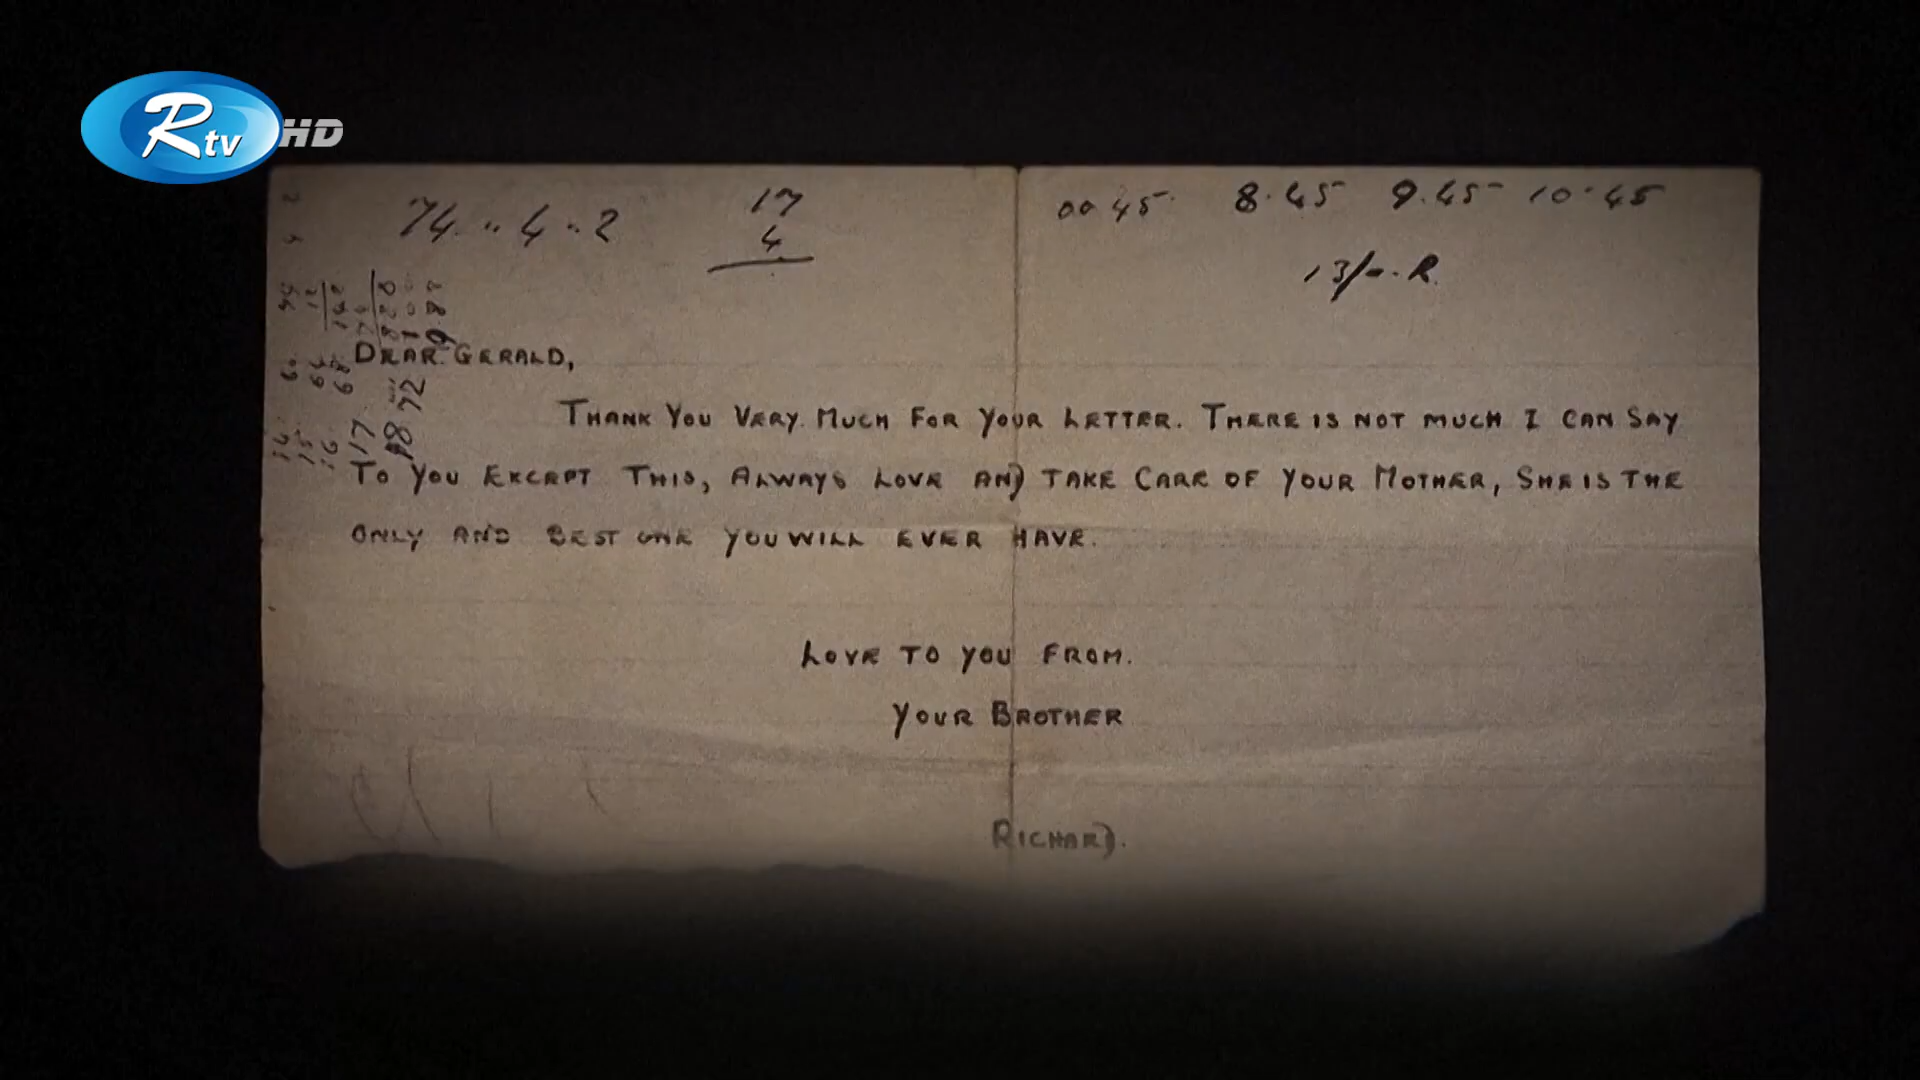 Rtv HD
74 .. 4 .. 2
17
4
00 45 8.45 9.45 10.45
13/-. R.
DEAR GERALD,
THANK YOU VERY MUCH FOR YOUR LETTER. THERE IS NOT MUCH I CAN SAY
TO YOU EXCEPT THIS, ALWAYS LOVE AND TAKE CARE OF YOUR MOTHER, SHE IS THE
ONLY AND BEST ONE YOU WILL EVER HAVE.
LOVE TO YOU FROM.
YOUR BROTHER
RICHARD.